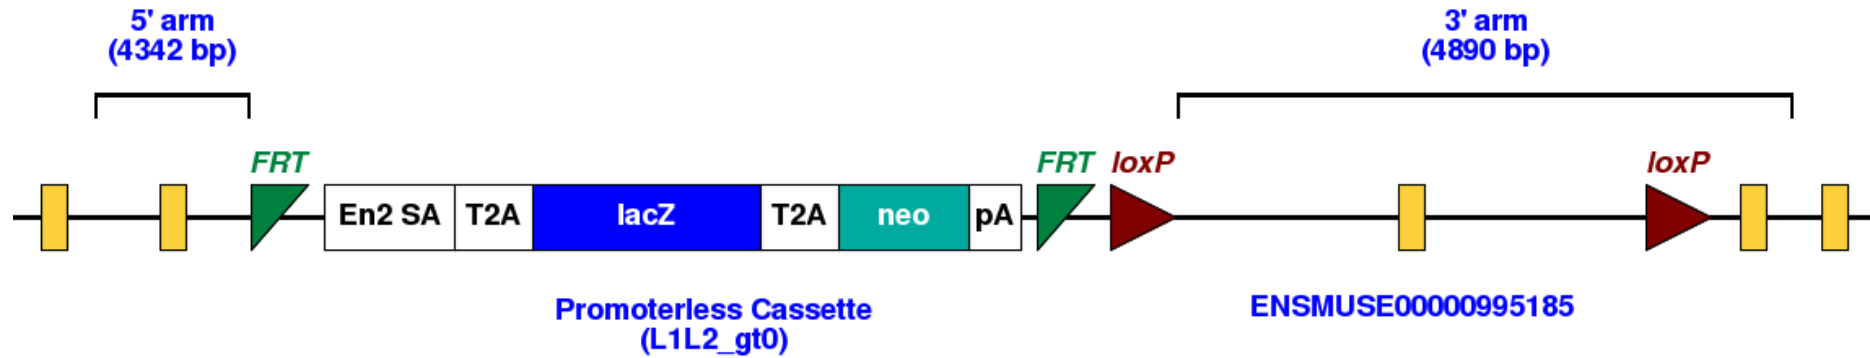 5' arm
(4342 bp)
3' arm
(4890 bp)
FRT
FRT
loxP
loxP
En2 SA
T2A
lacZ
T2A
neo
pA
Promoterless Cassette
(L1L2_gt0)
ENSMUSE00000995185